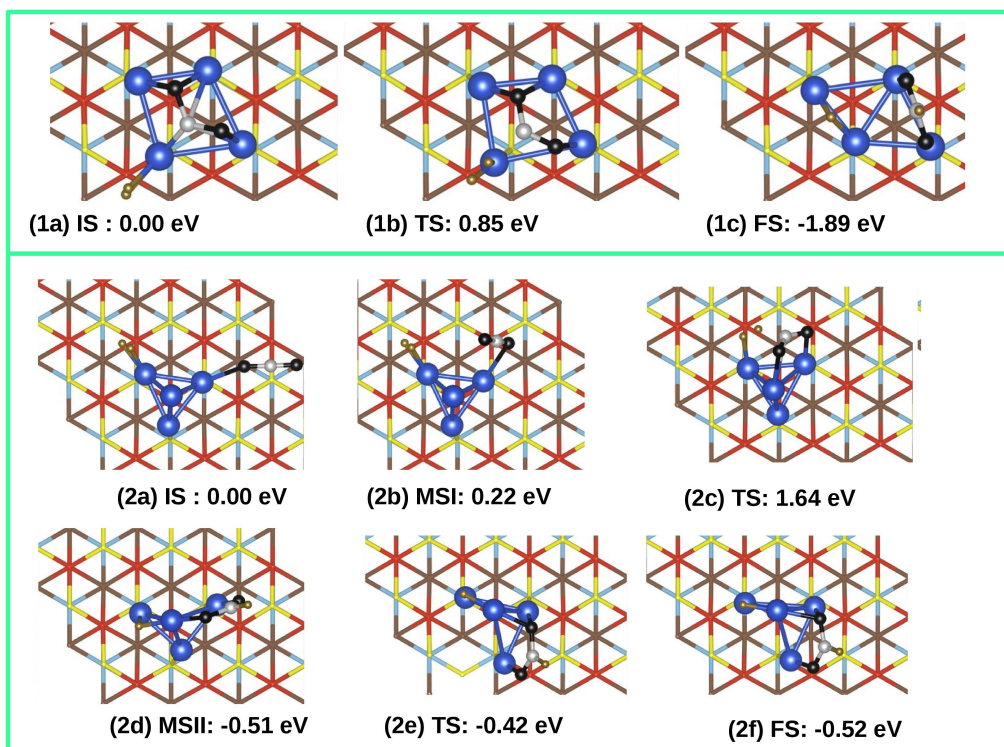 (1a) IS : 0.00 eV
(1b) TS: 0.85 eV
(1c) FS: -1.89 eV
(2a) IS : 0.00 eV
(2b) MSI: 0.22 eV
(2c) TS: 1.64 eV
(2d) MSII: -0.51 eV
(2e) TS: -0.42 eV
(2f) FS: -0.52 eV